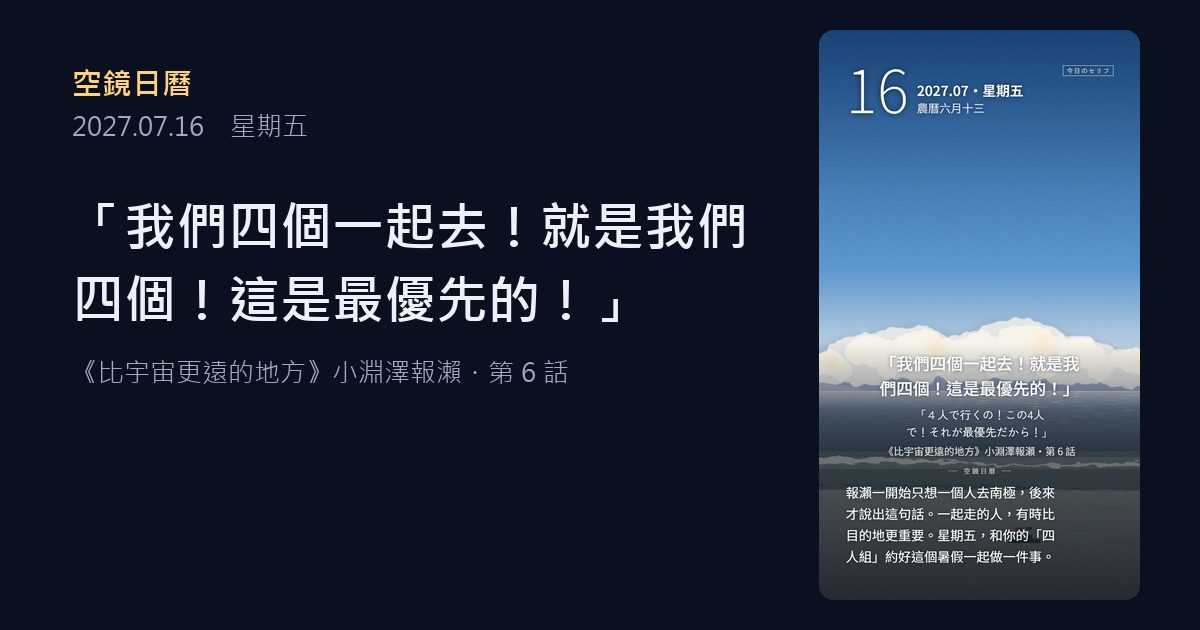 空鏡日曆
2027.07.16　星期五
「我們四個一起去！就是我們
四個！這是最優先的！」
《比宇宙更遠的地方》小淵澤報瀨．第 6 話
16
2027.07・星期五
農曆六月十三
今日のセリフ
「我們四個一起去！就是我
們四個！這是最優先的！」
「４人で行くの！この4人
で！それが最優先だから！」
《比宇宙更遠的地方》小淵澤報瀨・第 6 話
— 空鏡日曆 —
報瀨一開始只想一個人去南極，後來
才說出這句話。一起走的人，有時比
目的地更重要。星期五，和你的「四
人組」約好這個暑假一起做一件事。